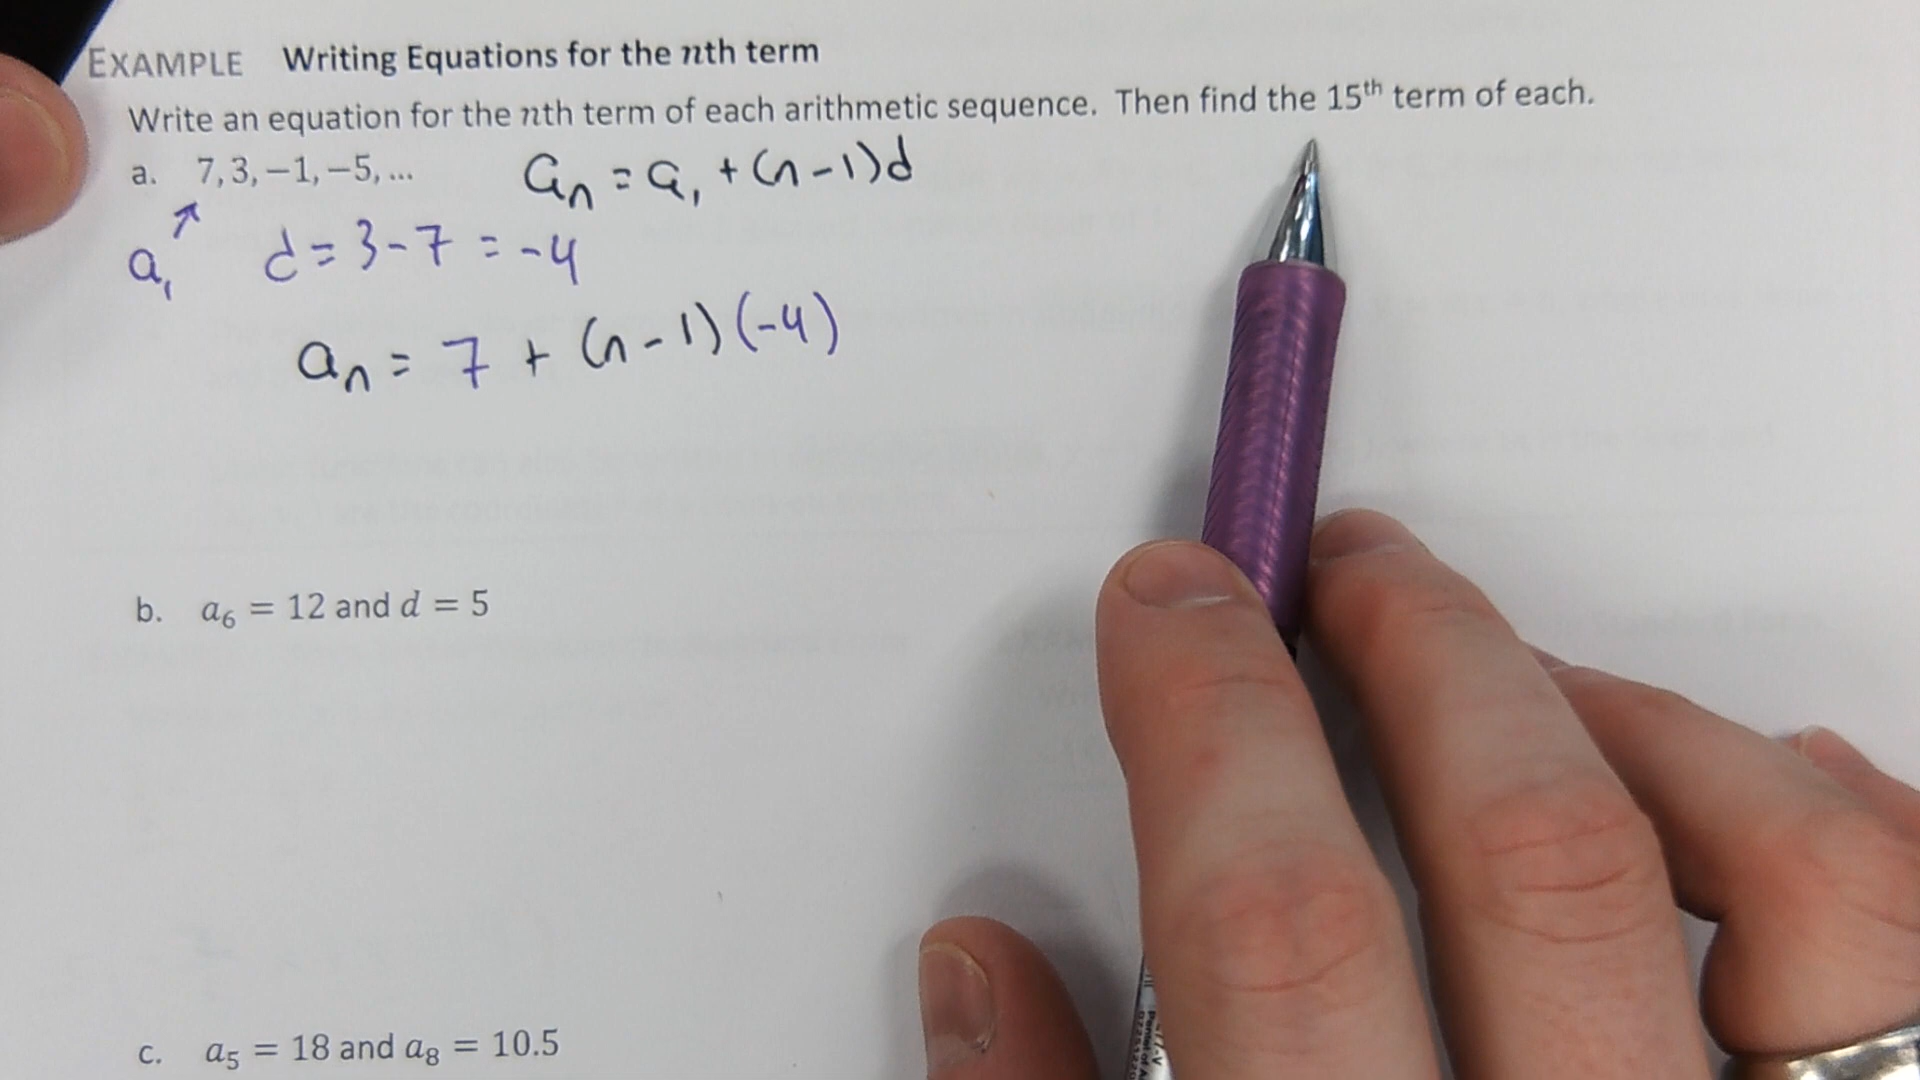 EXAMPLE Writing Equations for the nth term
Write an equation for the nth term of each arithmetic sequence. Then find the 15th term of each.
a. 7, 3, −1, −5, ... aₙ = a₁ + (n − 1)d
a₁ d = 3 - 7 = -4
aₙ = 7 + (n - 1)(-4)
b. a₆ = 12 and d = 5
c. a₅ = 18 and a₈ = 10.5